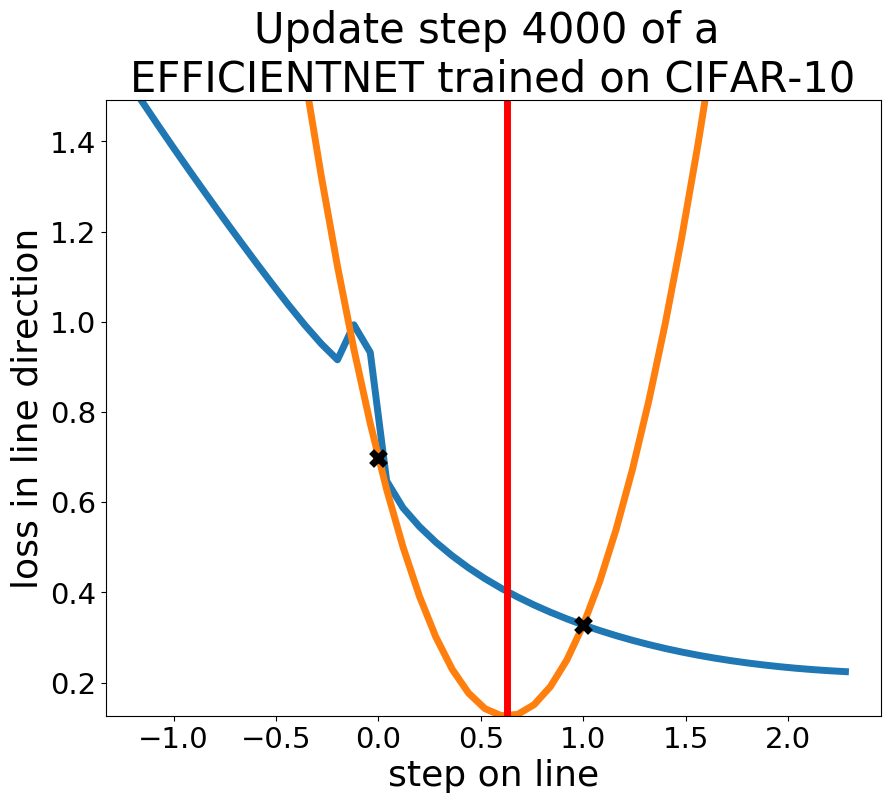 Update step 4000 of a
EFFICIENTNET trained on CIFAR-10
loss in line direction
1.4
1.2
1.0
0.8
0.6
0.4
0.2
−1.0 −0.5 0.0 0.5 1.0 1.5 2.0
step on line